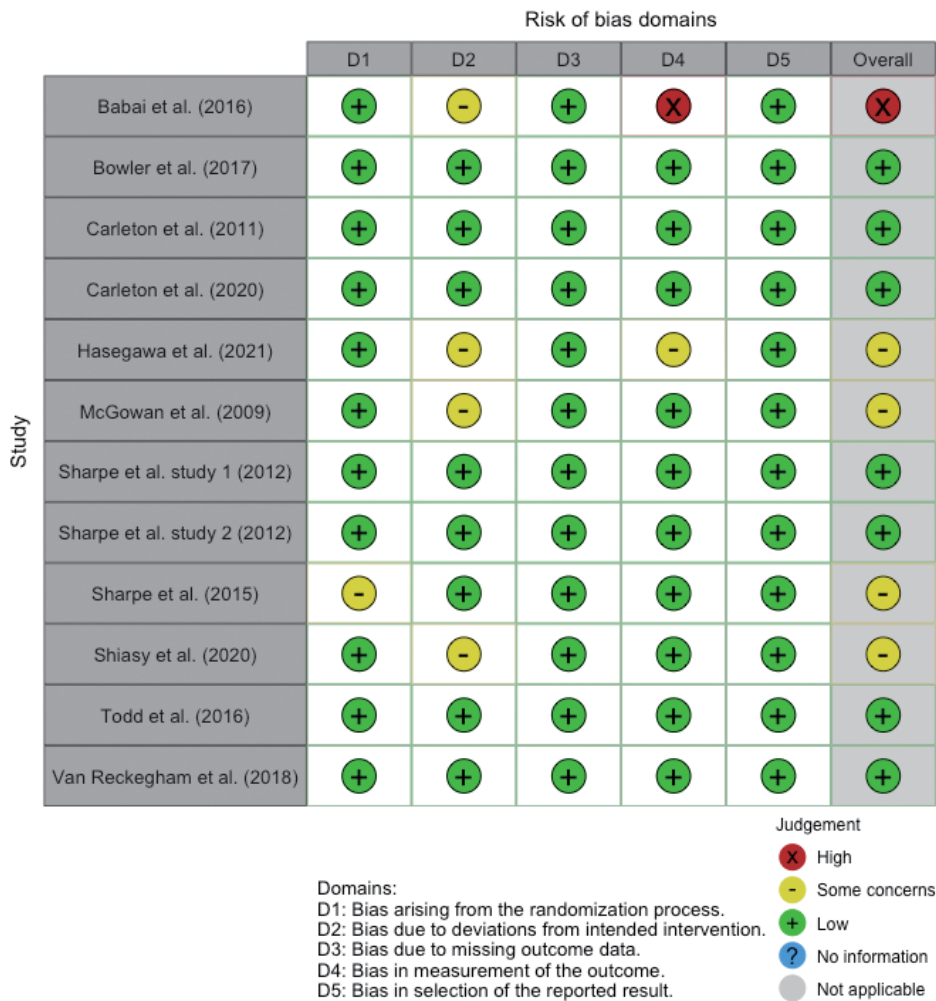 Risk of bias domains
D1 D2 D3 D4 D5 Overall
Study
Babai et al. (2016) + - + X + X
Bowler et al. (2017) + + + + + +
Carleton et al. (2011) + + + + + +
Carleton et al. (2020) + + + + + +
Hasegawa et al. (2021) + - + - + -
McGowan et al. (2009) + - + + + -
Sharpe et al. study 1 (2012) + + + + + +
Sharpe et al. study 2 (2012) + + + + + +
Sharpe et al. (2015) - + + + + -
Shiasy et al. (2020) + - + + + -
Todd et al. (2016) + + + + + +
Van Reckegham et al. (2018) + + + + + +
Domains:
D1: Bias arising from the randomization process.
D2: Bias due to deviations from intended intervention.
D3: Bias due to missing outcome data.
D4: Bias in measurement of the outcome.
D5: Bias in selection of the reported result.
Judgement
X High
- Some concerns
+ Low
? No information
Not applicable